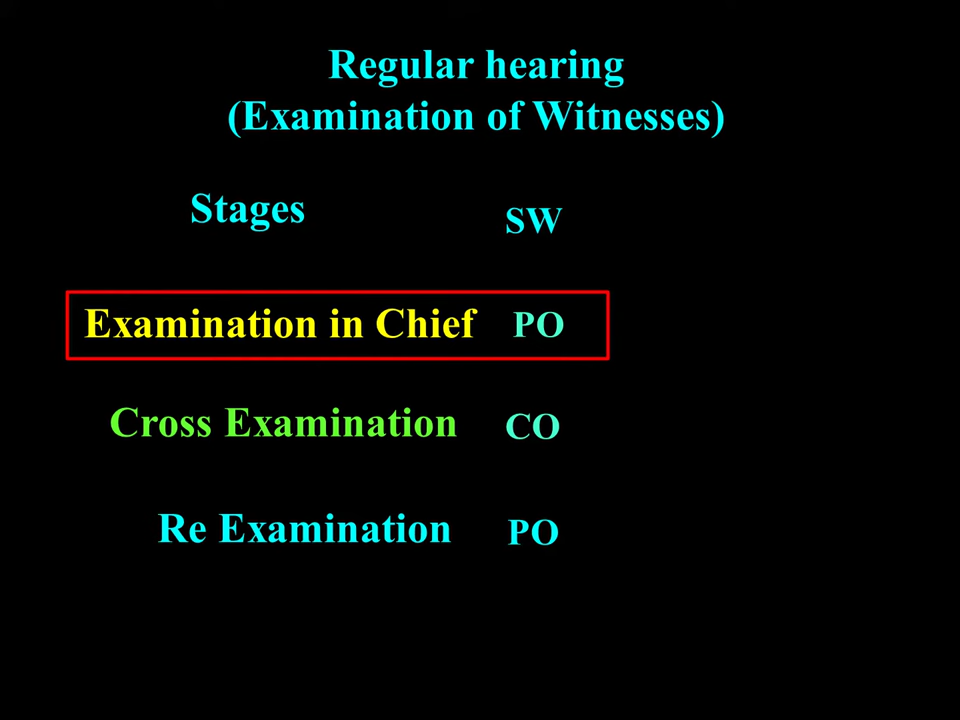 Regular hearing
(Examination of Witnesses)
Stages SW
Examination in Chief PO
Cross Examination CO
Re Examination PO